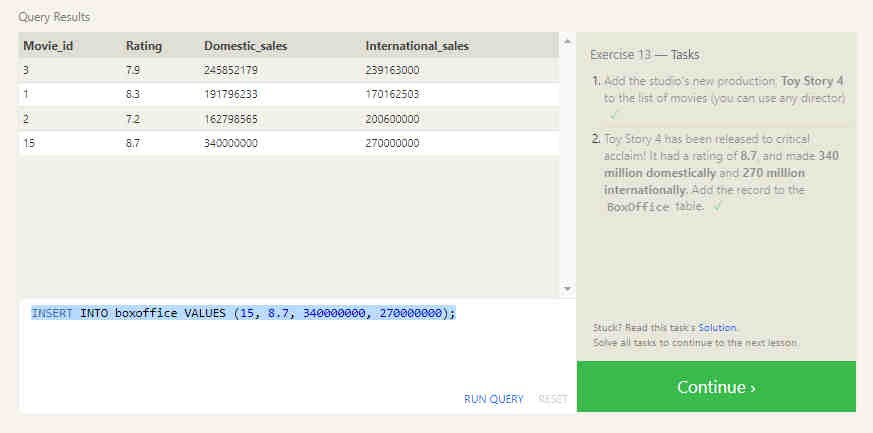 Query Results
Movie_id Rating Domestic_sales International_sales
3 7.9 245852179 239163000
1 8.3 191796233 170162503
2 7.2 162798565 200600000
15 8.7 340000000 270000000
INSERT INTO boxoffice VALUES (15, 8.7, 340000000, 270000000);
RUN QUERY RESET
Exercise 13 — Tasks
1. Add the studio's new production, Toy Story 4
to the list of movies (you can use any director)
✓
2. Toy Story 4 has been released to critical
acclaim! It had a rating of 8.7, and made 340
million domestically and 270 million
internationally. Add the record to the
BoxOffice table. ✓
Stuck? Read this task's Solution.
Solve all tasks to continue to the next lesson.
Continue ›